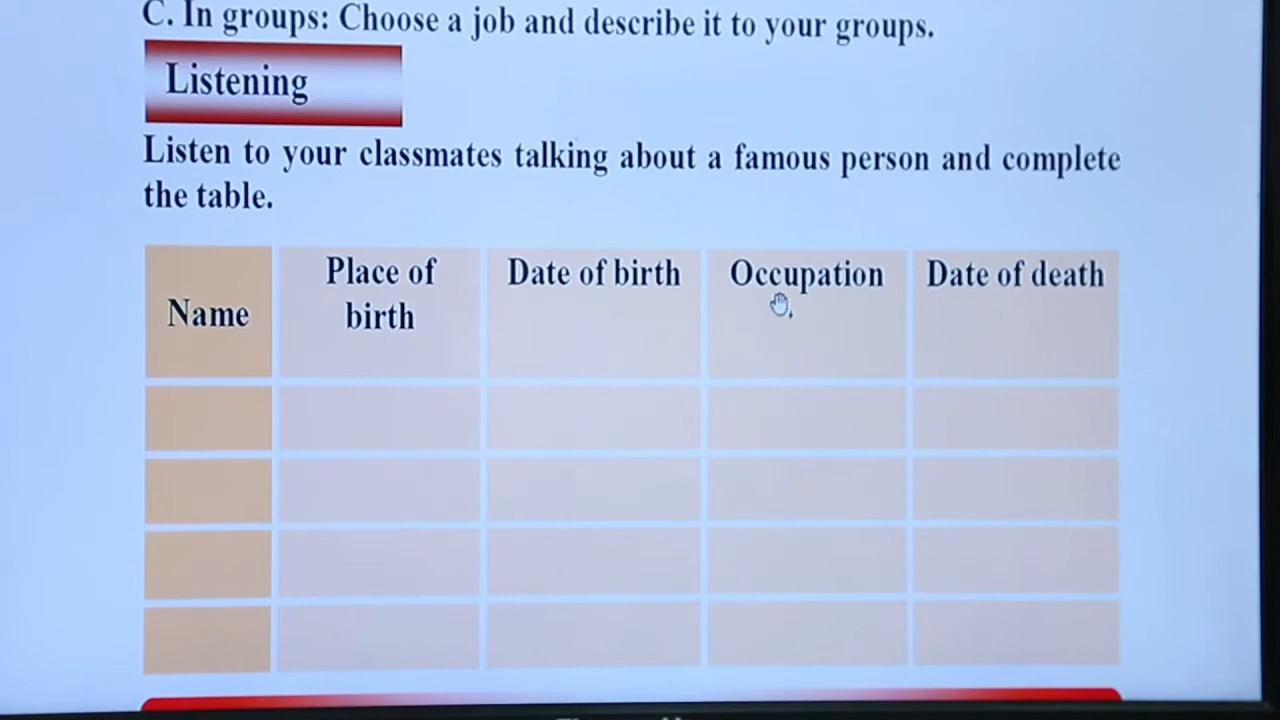 C. In groups: Choose a job and describe it to your groups.
Listening
Listen to your classmates talking about a famous person and complete
the table.
Name
Place of
birth
Date of birth
Occupation
Date of death